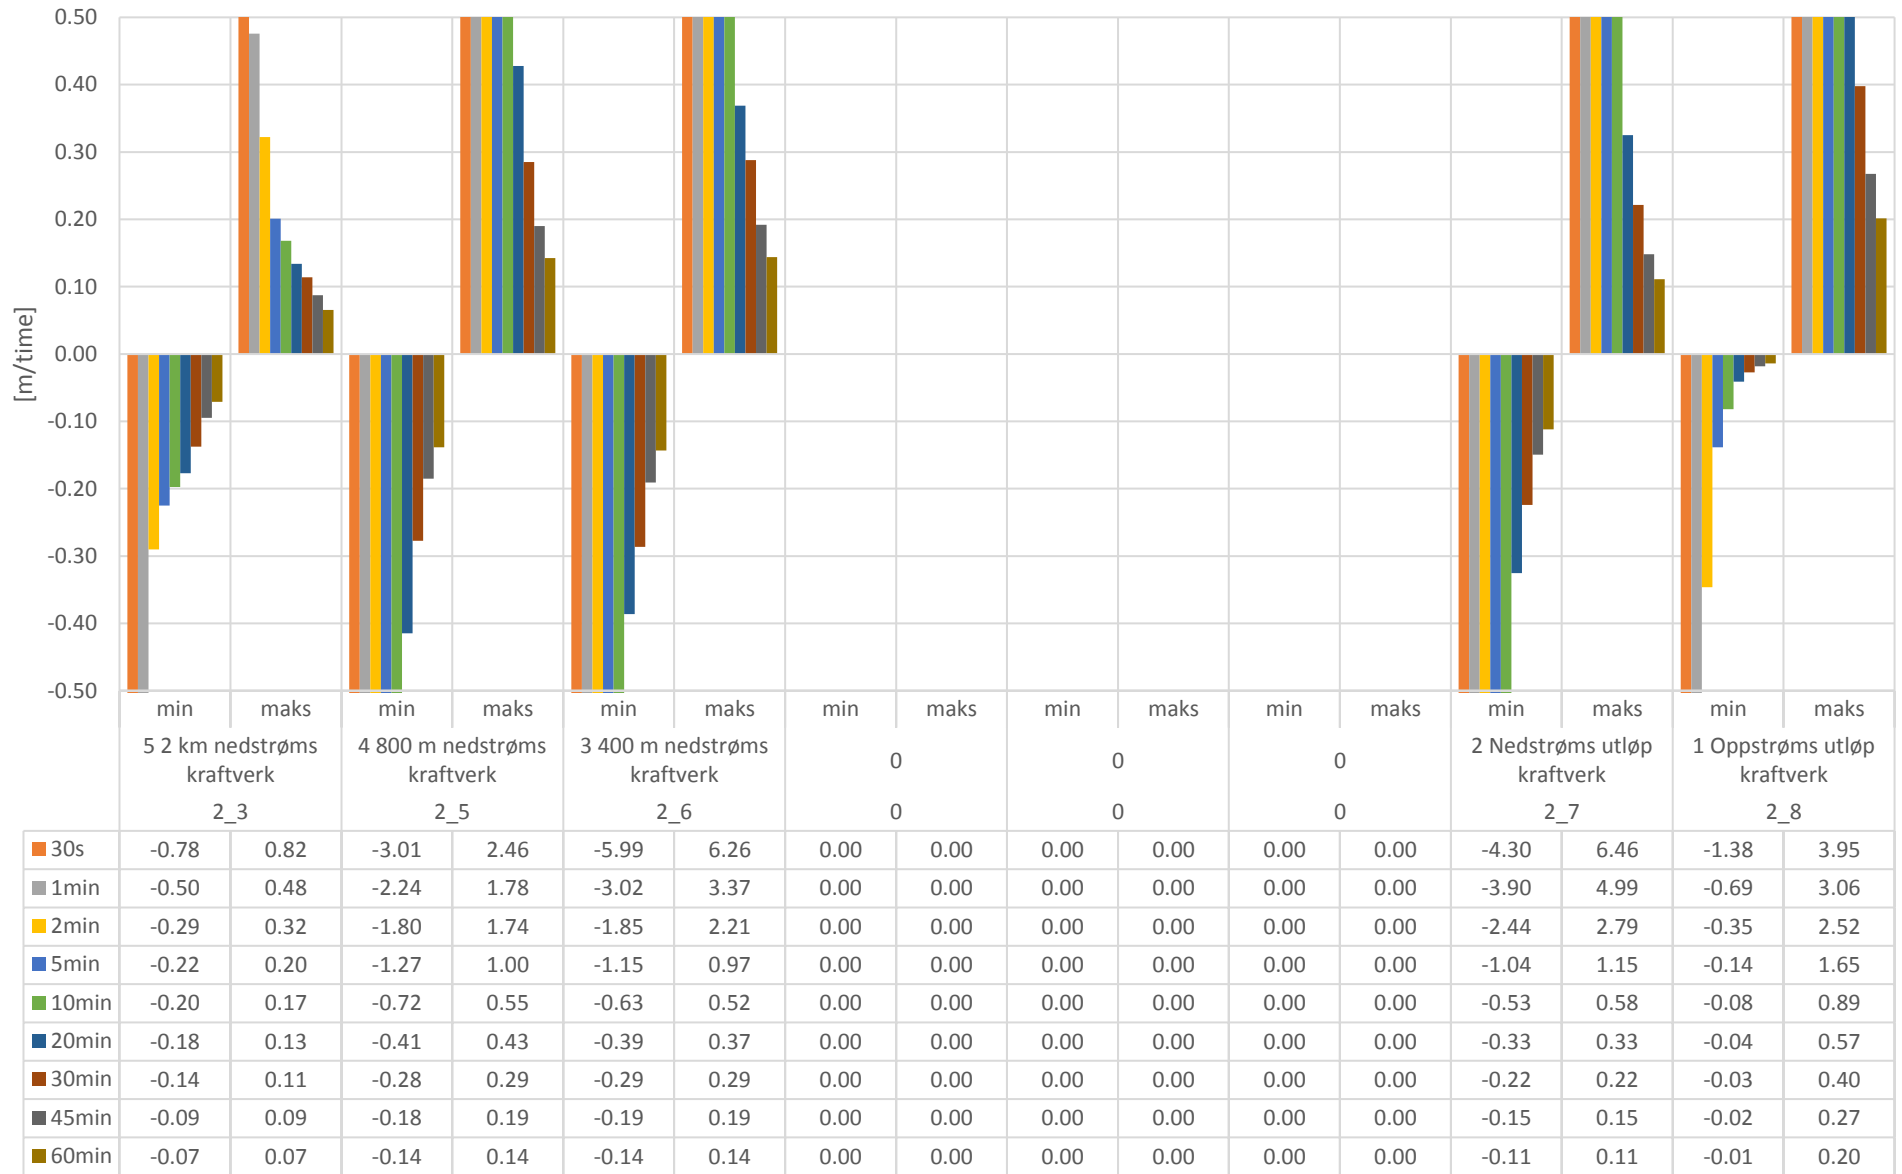 [m/time]
0.50
0.40
0.30
0.20
0.10
0.00
-0.10
-0.20
-0.30
-0.40
-0.50
min maks min maks min maks min maks min maks min maks min maks min maks
5 2 km nedstrøms kraftverk
4 800 m nedstrøms kraftverk
3 400 m nedstrøms kraftverk
0
0
0
2 Nedstrøms utløp kraftverk
1 Oppstrøms utløp kraftverk
2_3 2_5 2_6 0 0 0 2_7 2_8
30s -0.78 0.82 -3.01 2.46 -5.99 6.26 0.00 0.00 0.00 0.00 0.00 0.00 -4.30 6.46 -1.38 3.95
1min -0.50 0.48 -2.24 1.78 -3.02 3.37 0.00 0.00 0.00 0.00 0.00 0.00 -3.90 4.99 -0.69 3.06
2min -0.29 0.32 -1.80 1.74 -1.85 2.21 0.00 0.00 0.00 0.00 0.00 0.00 -2.44 2.79 -0.35 2.52
5min -0.22 0.20 -1.27 1.00 -1.15 0.97 0.00 0.00 0.00 0.00 0.00 0.00 -1.04 1.15 -0.14 1.65
10min -0.20 0.17 -0.72 0.55 -0.63 0.52 0.00 0.00 0.00 0.00 0.00 0.00 -0.53 0.58 -0.08 0.89
20min -0.18 0.13 -0.41 0.43 -0.39 0.37 0.00 0.00 0.00 0.00 0.00 0.00 -0.33 0.33 -0.04 0.57
30min -0.14 0.11 -0.28 0.29 -0.29 0.29 0.00 0.00 0.00 0.00 0.00 0.00 -0.22 0.22 -0.03 0.40
45min -0.09 0.09 -0.18 0.19 -0.19 0.19 0.00 0.00 0.00 0.00 0.00 0.00 -0.15 0.15 -0.02 0.27
60min -0.07 0.07 -0.14 0.14 -0.14 0.14 0.00 0.00 0.00 0.00 0.00 0.00 -0.11 0.11 -0.01 0.20